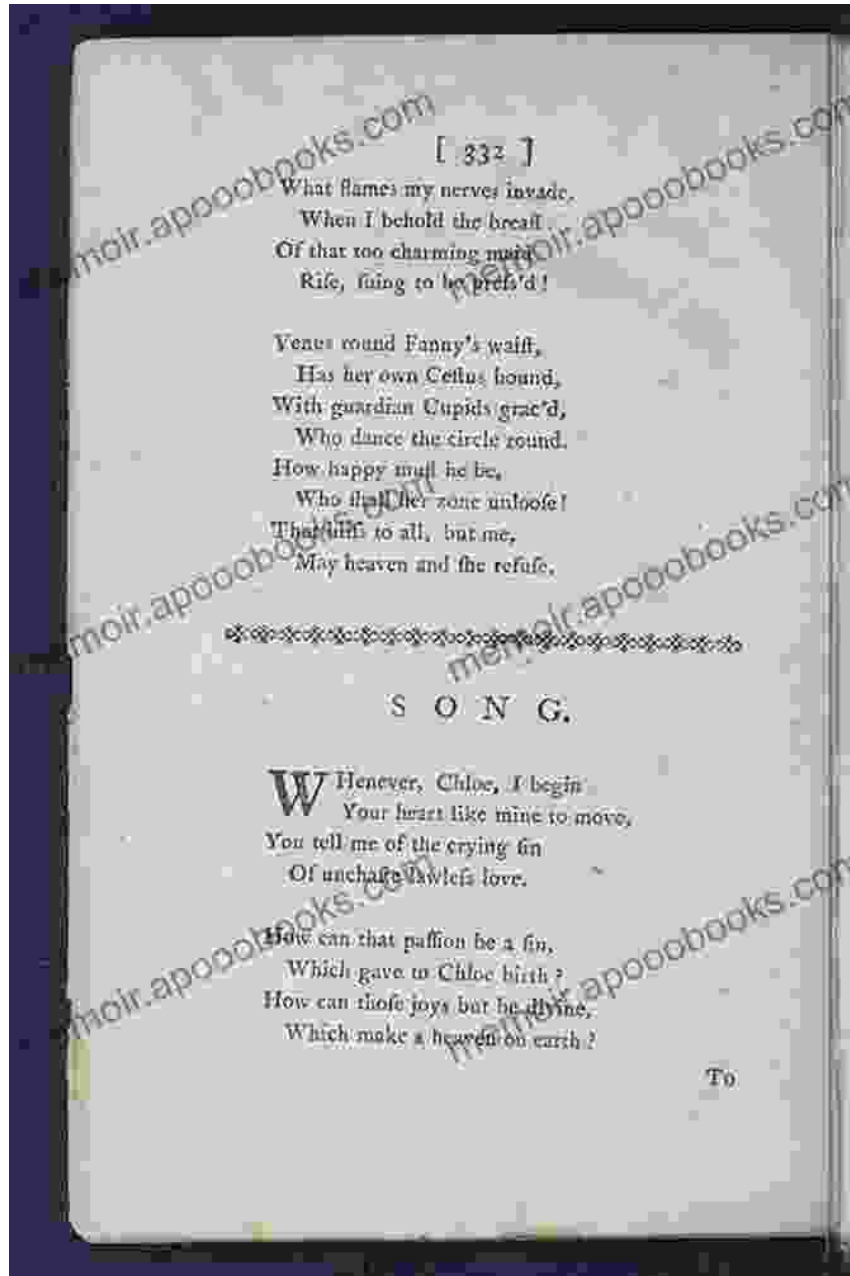 [ 332 ]
What flames my nerves invade,
When I behold the breaſt
Of that too charming maid
Riſe, ſuing to be preſs'd!
Venus round Fanny's waiſt,
Has her own Ceſtus bound,
With guardian Cupids grac'd,
Who dance the circle round.
How happy muſt he be,
Who ſhall her zone unlooſe!
That bliſs to all, but me,
May heaven and ſhe refuſe.
SONG.
WHenever, Chloe, I begin
Your heart like mine to move,
You tell me of the crying ſin
Of unchaſte lawleſs love.
How can that paſſion be a ſin,
Which gave to Chloe birth?
How can thoſe joys but be divine,
Which make a heaven on earth?
To
memoir.apooobooks.com
memoir.apooobooks.com
memoir.apooobooks.com
memoir.apooobooks.com
memoir.apooobooks.com
memoir.apooobooks.com